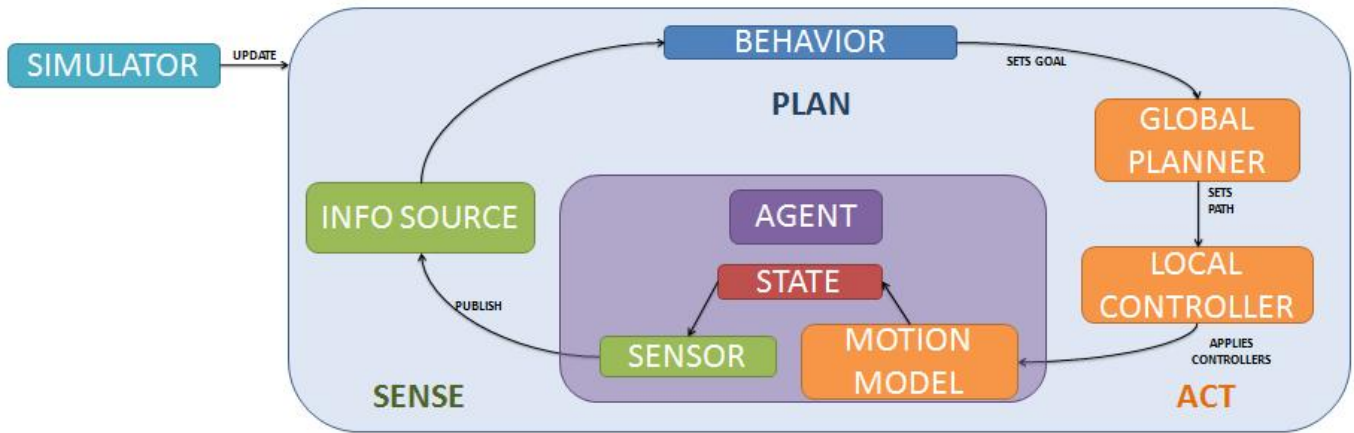 SIMULATOR
UPDATE
BEHAVIOR
SETS GOAL
PLAN
GLOBAL
PLANNER
SETS
PATH
LOCAL
CONTROLLER
APPLIES
CONTROLLERS
ACT
INFO SOURCE
PUBLISH
SENSE
AGENT
STATE
SENSOR
MOTION
MODEL